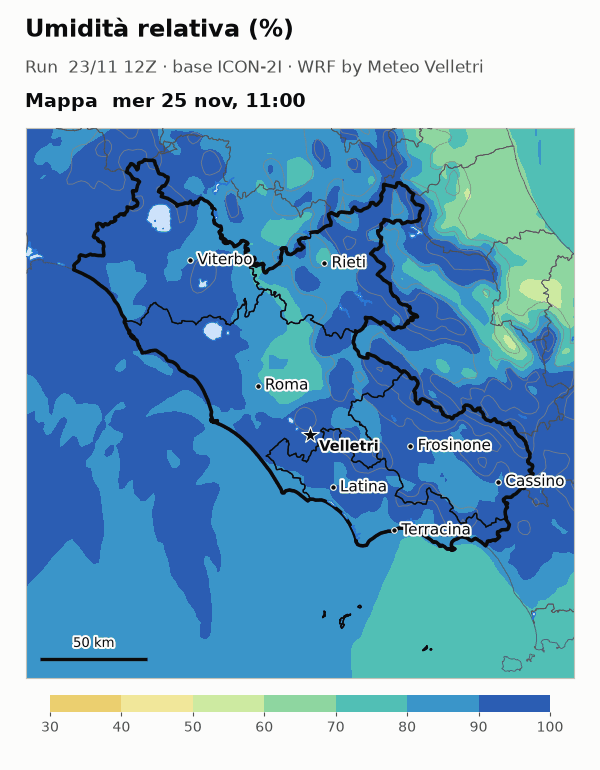 Umidità relativa (%)
Run  23/11 12Z · base ICON-2I · WRF by Meteo Velletri
Mappa  mer 25 nov, 11:00
Viterbo
Rieti
Roma
Velletri
Frosinone
Cassino
Latina
Terracina
50 km
30 40 50 60 70 80 90 100